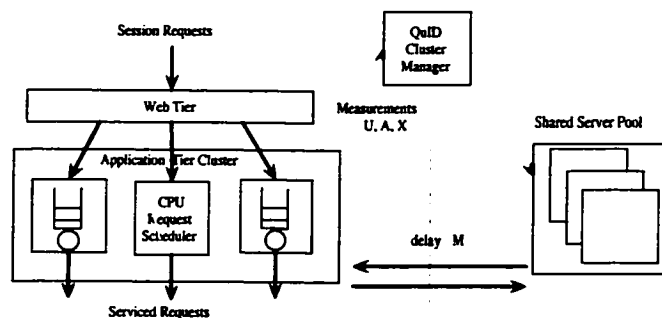 Session Requests
QuID
Cluster
Manager
Web Tier
Measurements
U, A, X
Shared Server Pool
Application Tier Cluster
CPU
Request
Scheduler
delay M
Serviced Requests